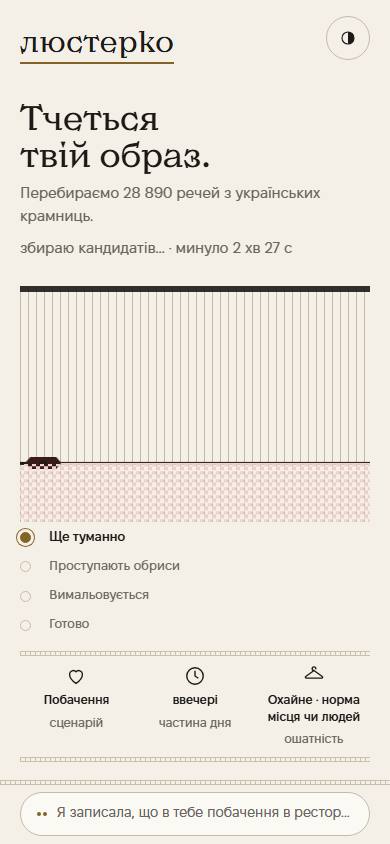 люстерко
Тчеться
твій образ.
Перебираємо 28 890 речей з українських
крамниць.
збираю кандидатів... · минуло 2 хв 27 с
Ще туманно
Проступають обриси
Вимальовується
Готово
Побачення
сценарій
ввечері
частина дня
Охайне · норма
місця чи людей
ошатність
Я записала, що в тебе побачення в рестор...